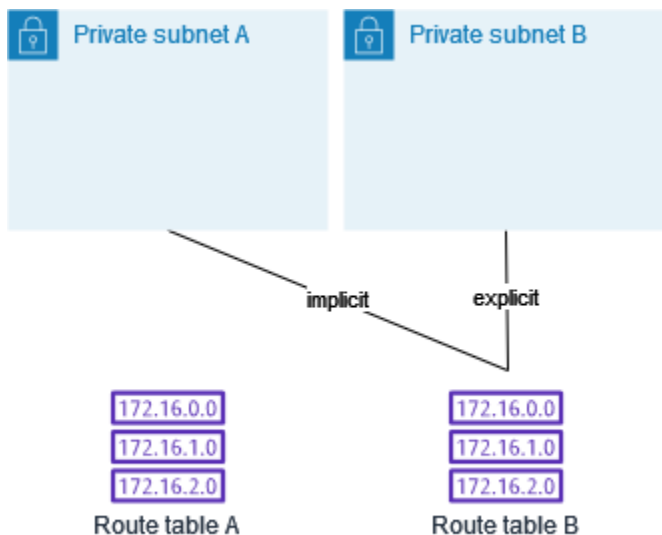 Private subnet A
Private subnet B
implicit
explicit
172.16.0.0
172.16.1.0
172.16.2.0
Route table A
172.16.0.0
172.16.1.0
172.16.2.0
Route table B